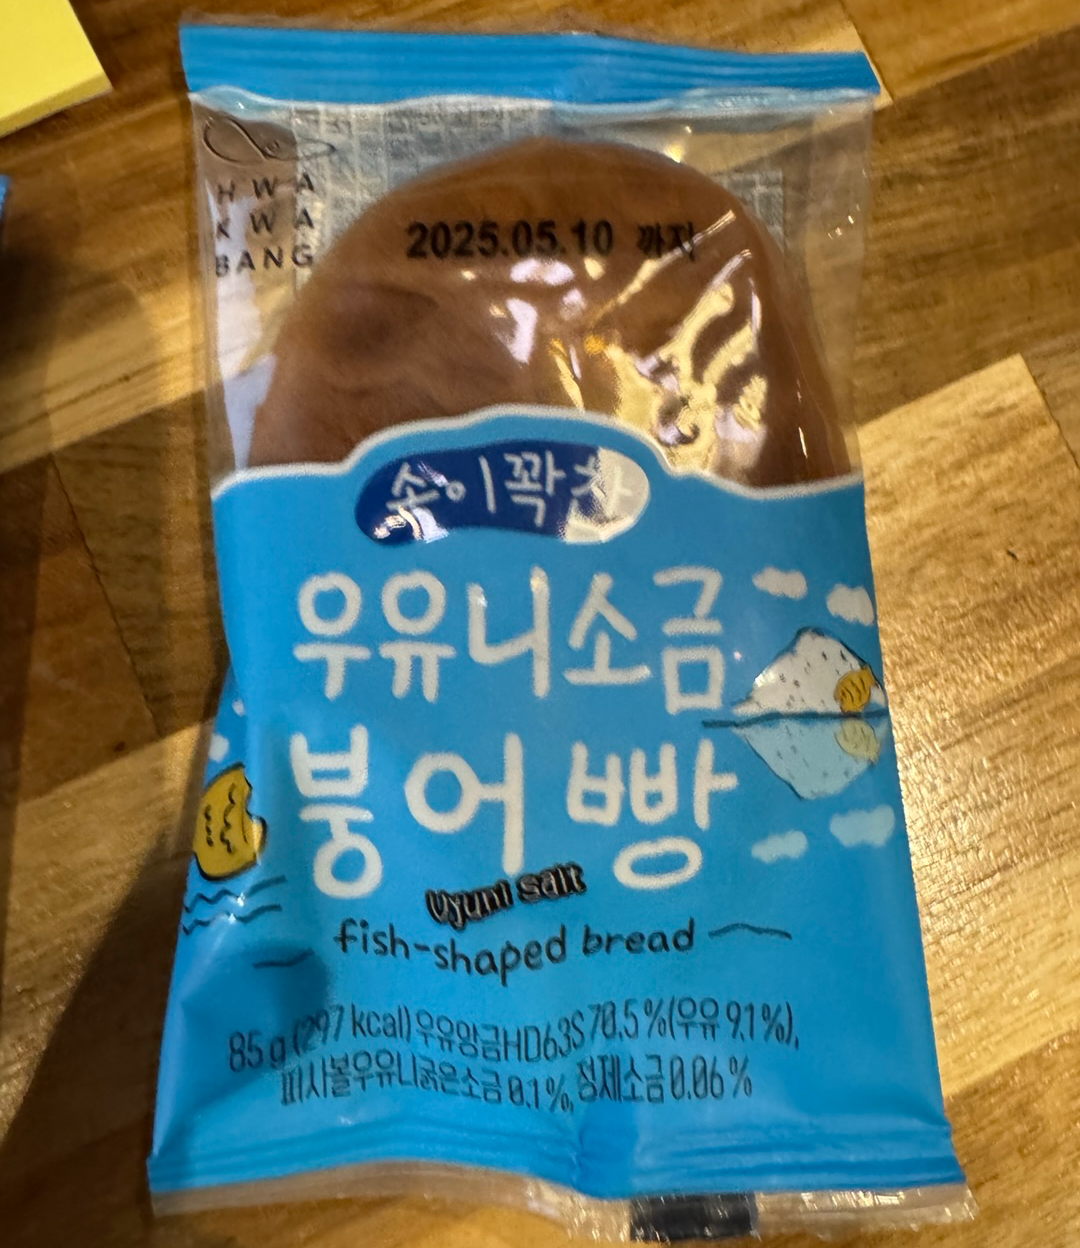 HWA
KWA
BANG
2025.05.10 까지
속이꽉찬
우유니소금
붕어빵
uyuni salt
fish-shaped bread
85g(297 kcal)우유앙금HD63S 70.5%(우유 9.1%),
피사볼우유니굵은소금 0.1%, 정제소금 0.06%